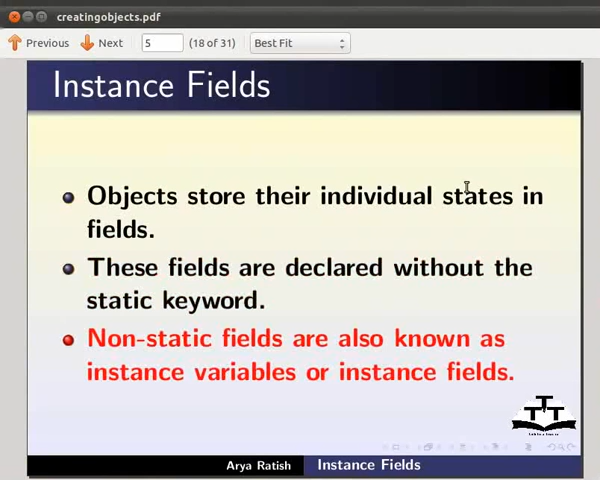 creatingobjects.pdf
Previous Next 5 (18 of 31) Best Fit
Instance Fields
Objects store their individual states in
fields.
These fields are declared without the
static keyword.
Non-static fields are also known as
instance variables or instance fields.
TTT
Arya Ratish Instance Fields